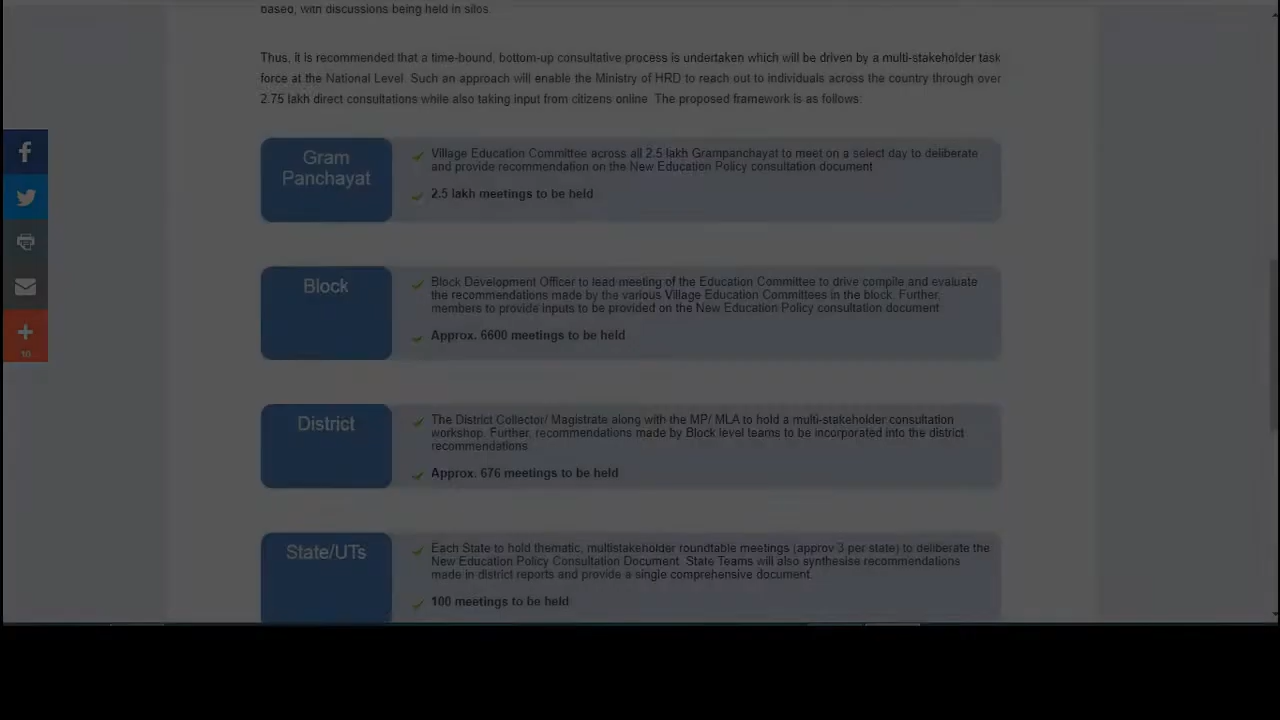 based, with discussions being held in silos.
Thus, it is recommended that a time-bound, bottom-up consultative process is undertaken which will be driven by a multi-stakeholder task
force at the National Level. Such an approach will enable the Ministry of HRD to reach out to individuals across the country through over
2.75 lakh direct consultations while also taking input from citizens online. The proposed framework is as follows:
Gram
Panchayat
Village Education Committee across all 2.5 lakh Grampanchayat to meet on a select day to deliberate
and provide recommendation on the New Education Policy consultation document
2.5 lakh meetings to be held
Block
Block Development Officer to lead meeting of the Education Committee to drive compile and evaluate
the recommendations made by the various Village Education Committees in the block. Further,
members to provide inputs to be provided on the New Education Policy consultation document
Approx. 6600 meetings to be held
District
The District Collector/ Magistrate along with the MP/ MLA to hold a multi-stakeholder consultation
workshop. Further, recommendations made by Block level teams to be incorporated into the district
recommendations
Approx. 676 meetings to be held
State/UTs
Each State to hold thematic, multistakeholder roundtable meetings (approv 3 per state) to deliberate the
New Education Policy Consultation Document. State Teams will also synthesise recommendations
made in district reports and provide a single comprehensive document.
100 meetings to be held
10